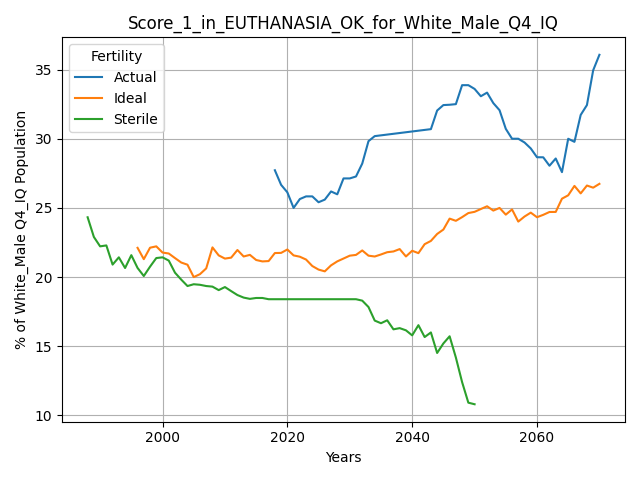 Score_1_in_EUTHANASIA_OK_for_White_Male_Q4_IQ
Fertility
Actual
Ideal
Sterile
% of White_Male Q4_IQ Population
35
30
25
20
15
10
2000
2020
2040
2060
Years